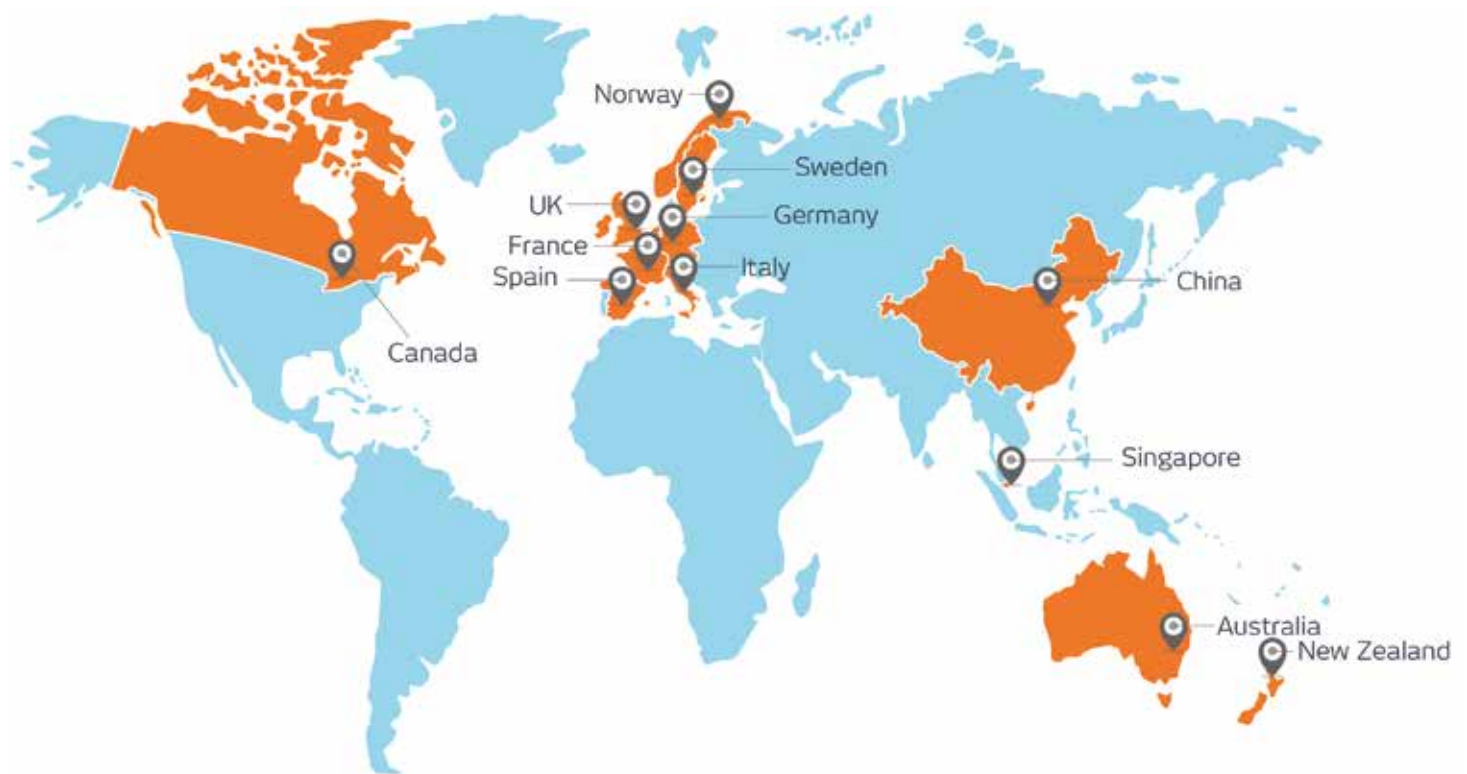 Norway
Sweden
UK
Germany
France
Italy
Spain
China
Canada
Singapore
Australia
New Zealand